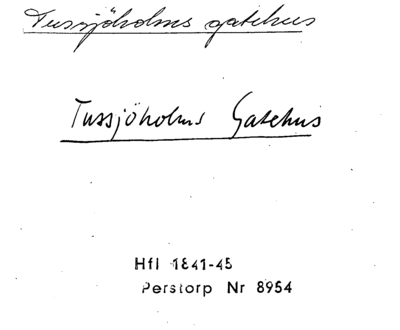 Tussjöholms gatehus
Tussjöholms Gatehus
Hfl 1841-45
Perstorp Nr 8954